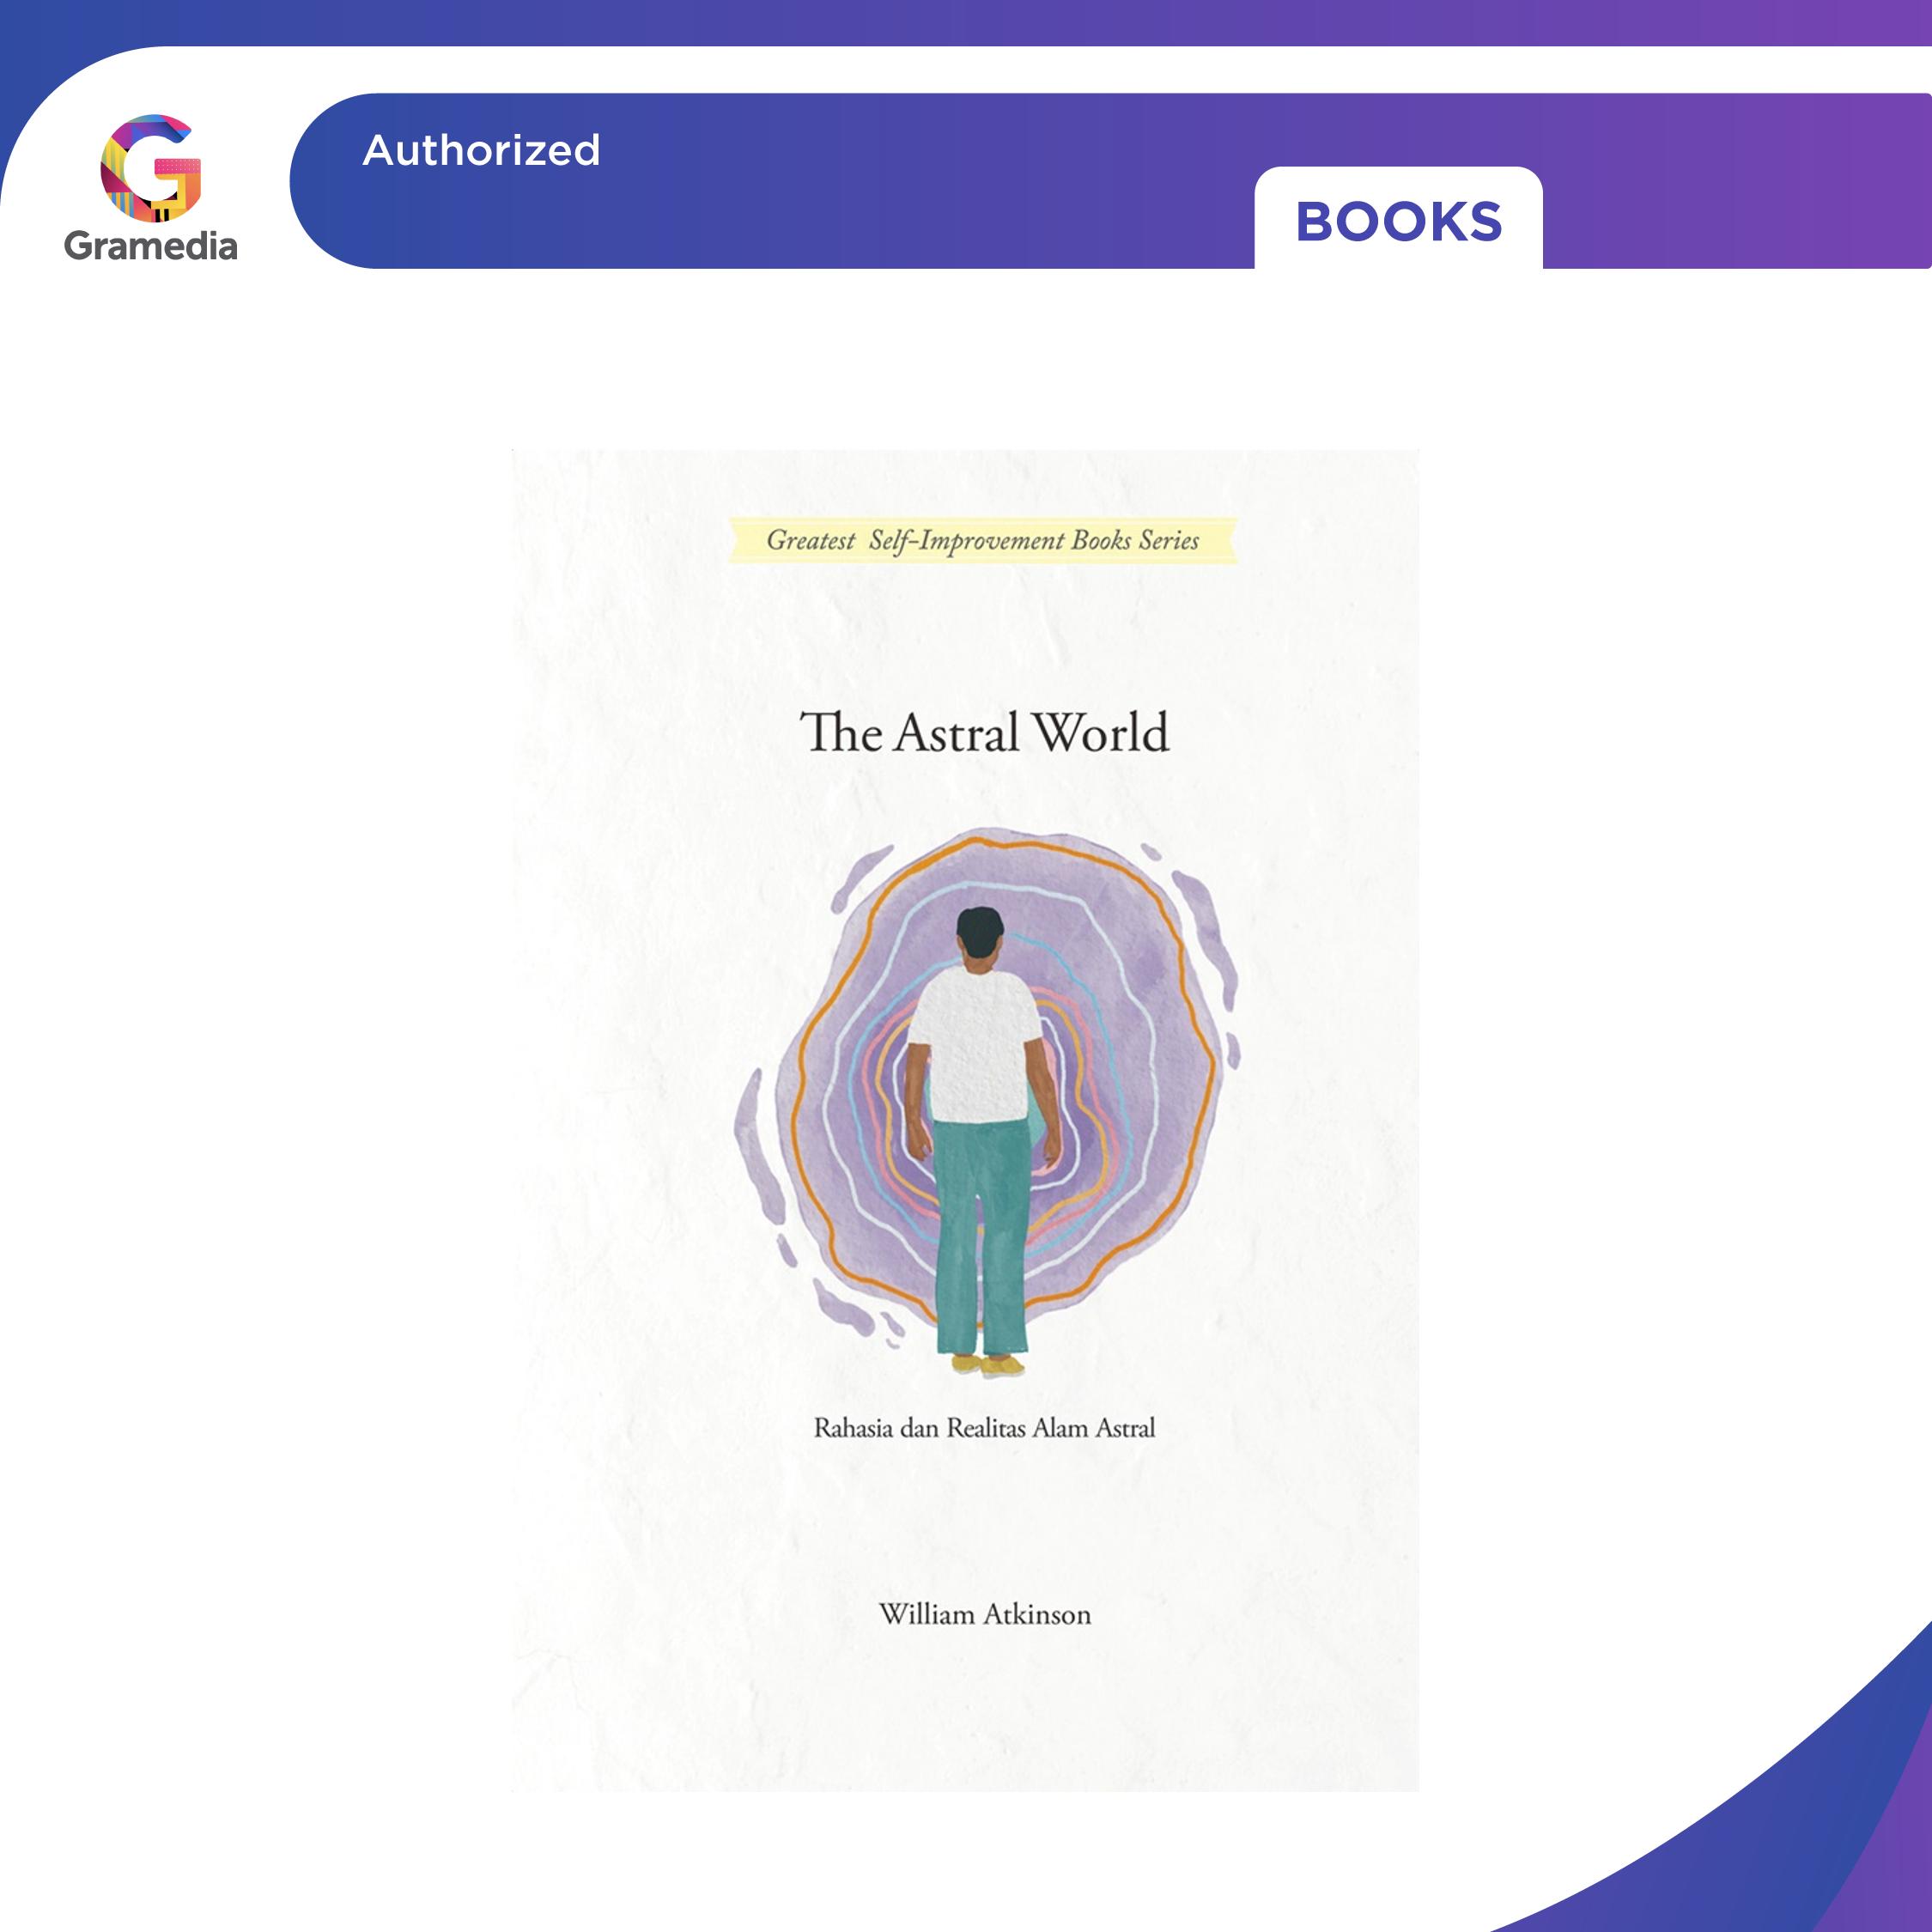 Gramedia
Authorized
BOOKS
Greatest Self-Improvement Books Series
The Astral World
Rahasia dan Realitas Alam Astral
William Atkinson